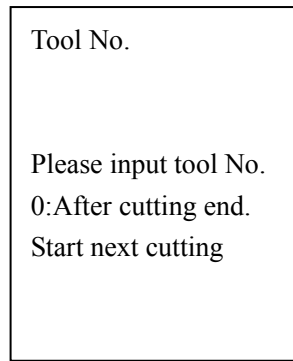 Tool No.
Please input tool No.
0:After cutting end.
Start next cutting